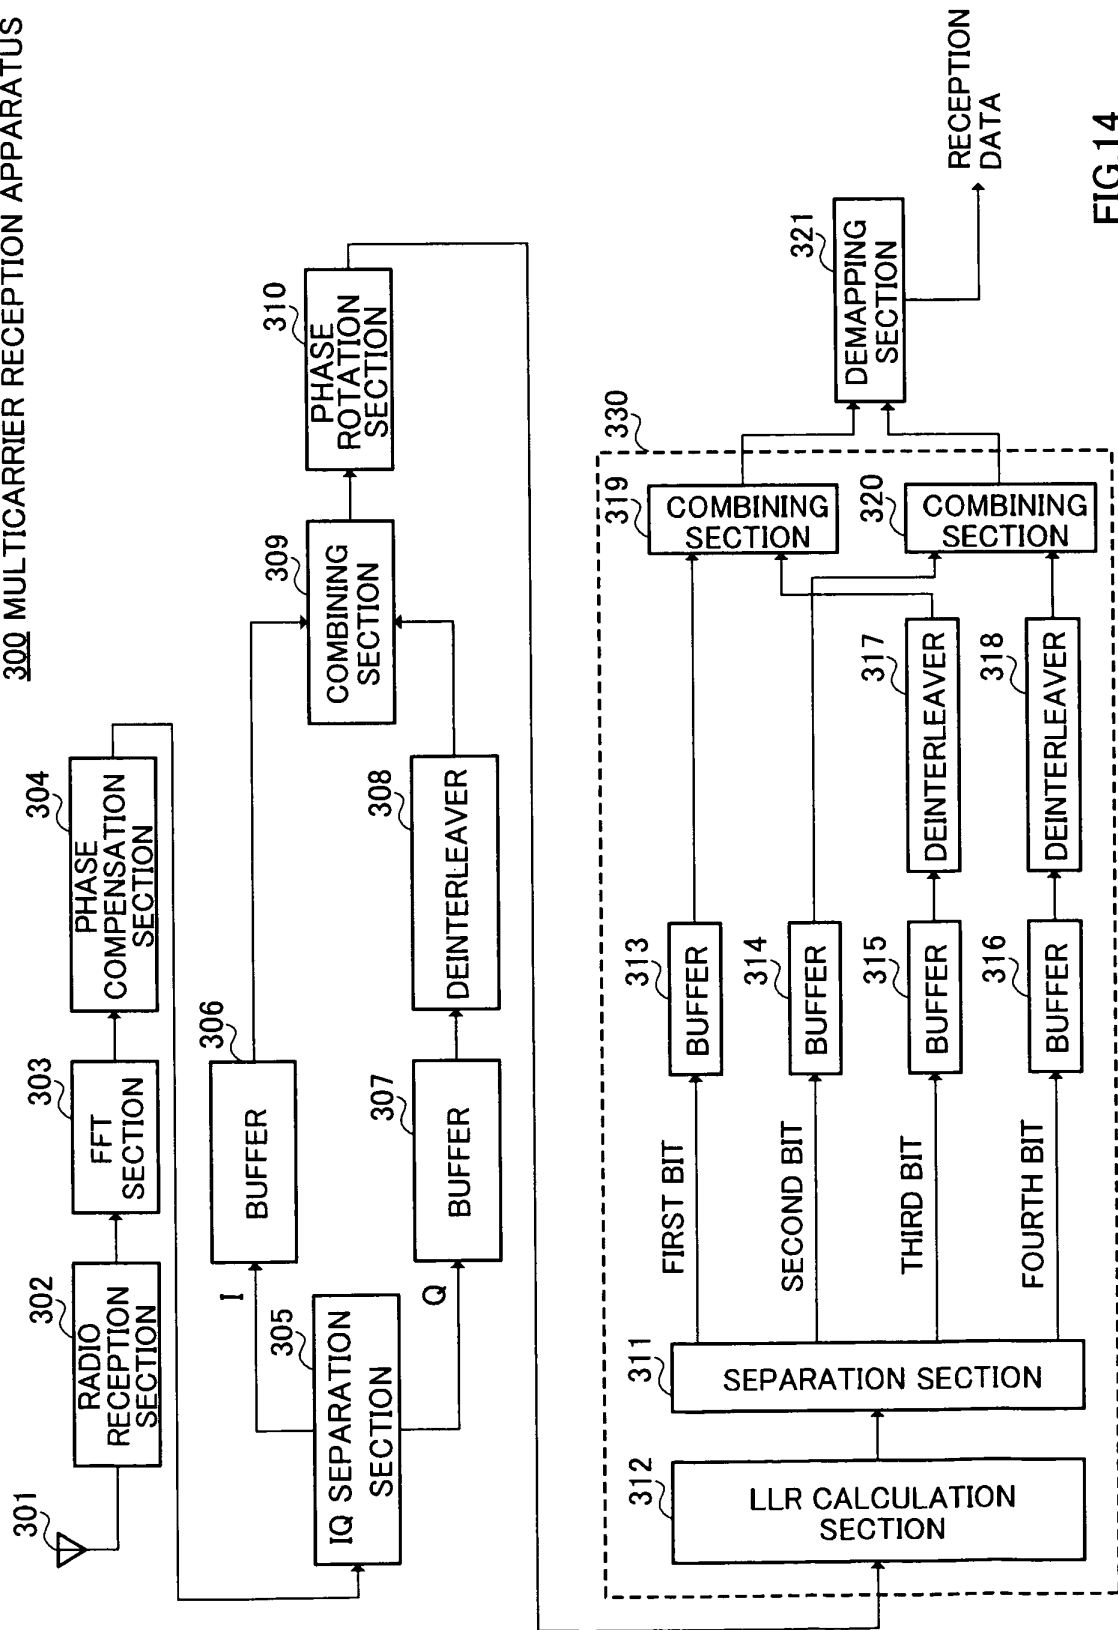 300 MULTICARRIER RECEPTION APPARATUS
301
302
RADIO
RECEPTION
SECTION
303
FFT
SECTION
304
PHASE
COMPENSATION
SECTION
305
IQ SEPARATION
SECTION
I
Q
306
BUFFER
307
BUFFER
308
DEINTERLEAVER
309
COMBINING
SECTION
310
PHASE
ROTATION
SECTION
312
LLR CALCULATION
SECTION
311
SEPARATION SECTION
FIRST BIT
SECOND BIT
THIRD BIT
FOURTH BIT
313
BUFFER
314
BUFFER
315
BUFFER
316
BUFFER
317
DEINTERLEAVER
318
DEINTERLEAVER
319
COMBINING
SECTION
320
COMBINING
SECTION
330
321
DEMAPPING
SECTION
RECEPTION
DATA
FIG.14